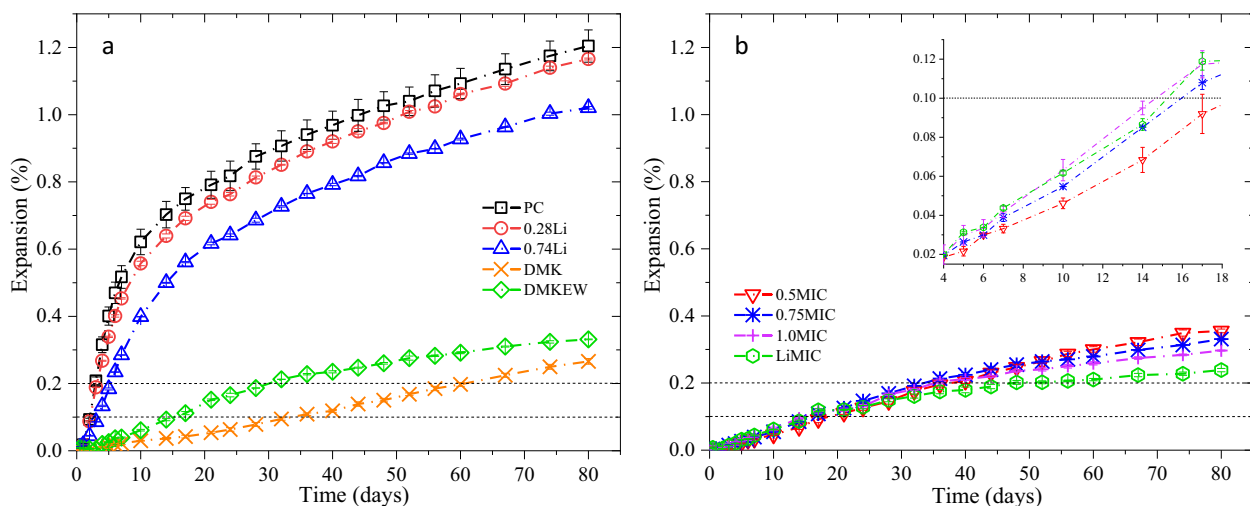 a
1.2
1.0
0.8
0.6
0.4
0.2
0.0
Expansion (%)
PC
0.28Li
0.74Li
DMK
DMKEW
0 10 20 30 40 50 60 70 80
Time (days)
b
1.2
1.0
0.8
0.6
0.4
0.2
0.0
Expansion (%)
0.12
0.10
0.08
0.06
0.04
0.02
4 6 8 10 12 14 16 18
0.5MIC
0.75MIC
1.0MIC
LiMIC
0 10 20 30 40 50 60 70 80
Time (days)